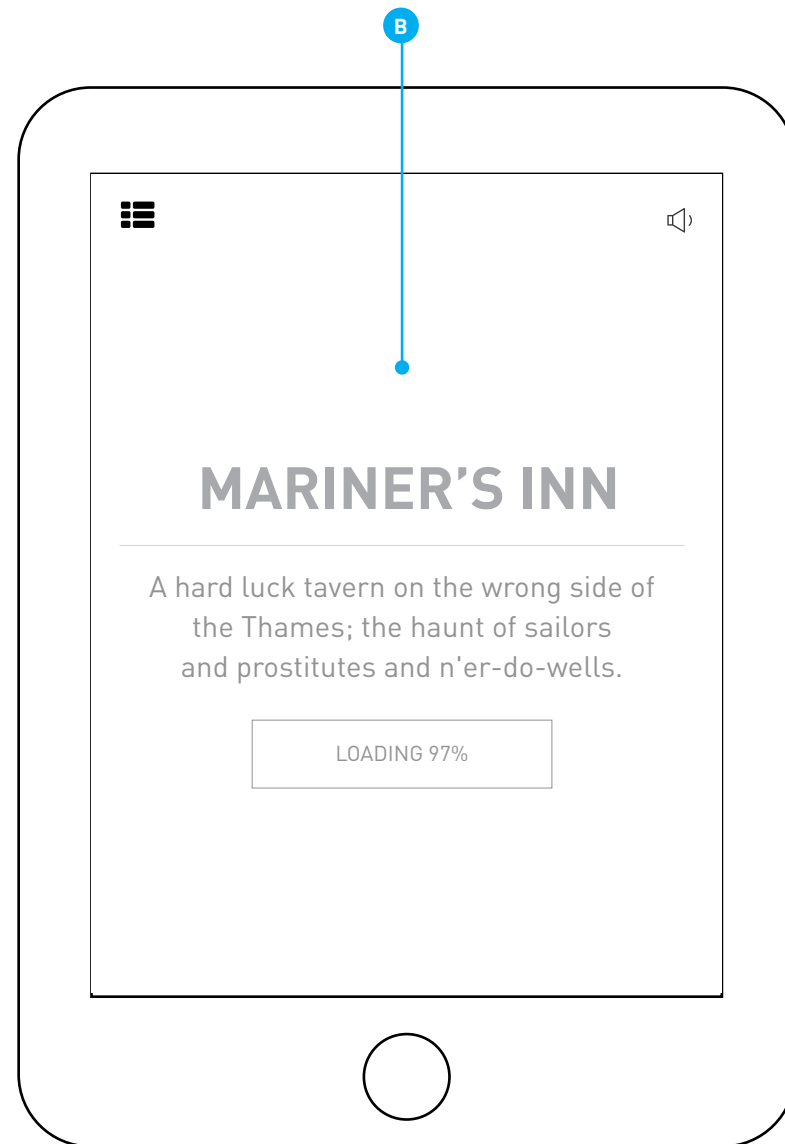 B
MARINER’S INN
A hard luck tavern on the wrong side of
the Thames; the haunt of sailors
and prostitutes and n'er-do-wells.
LOADING 97%